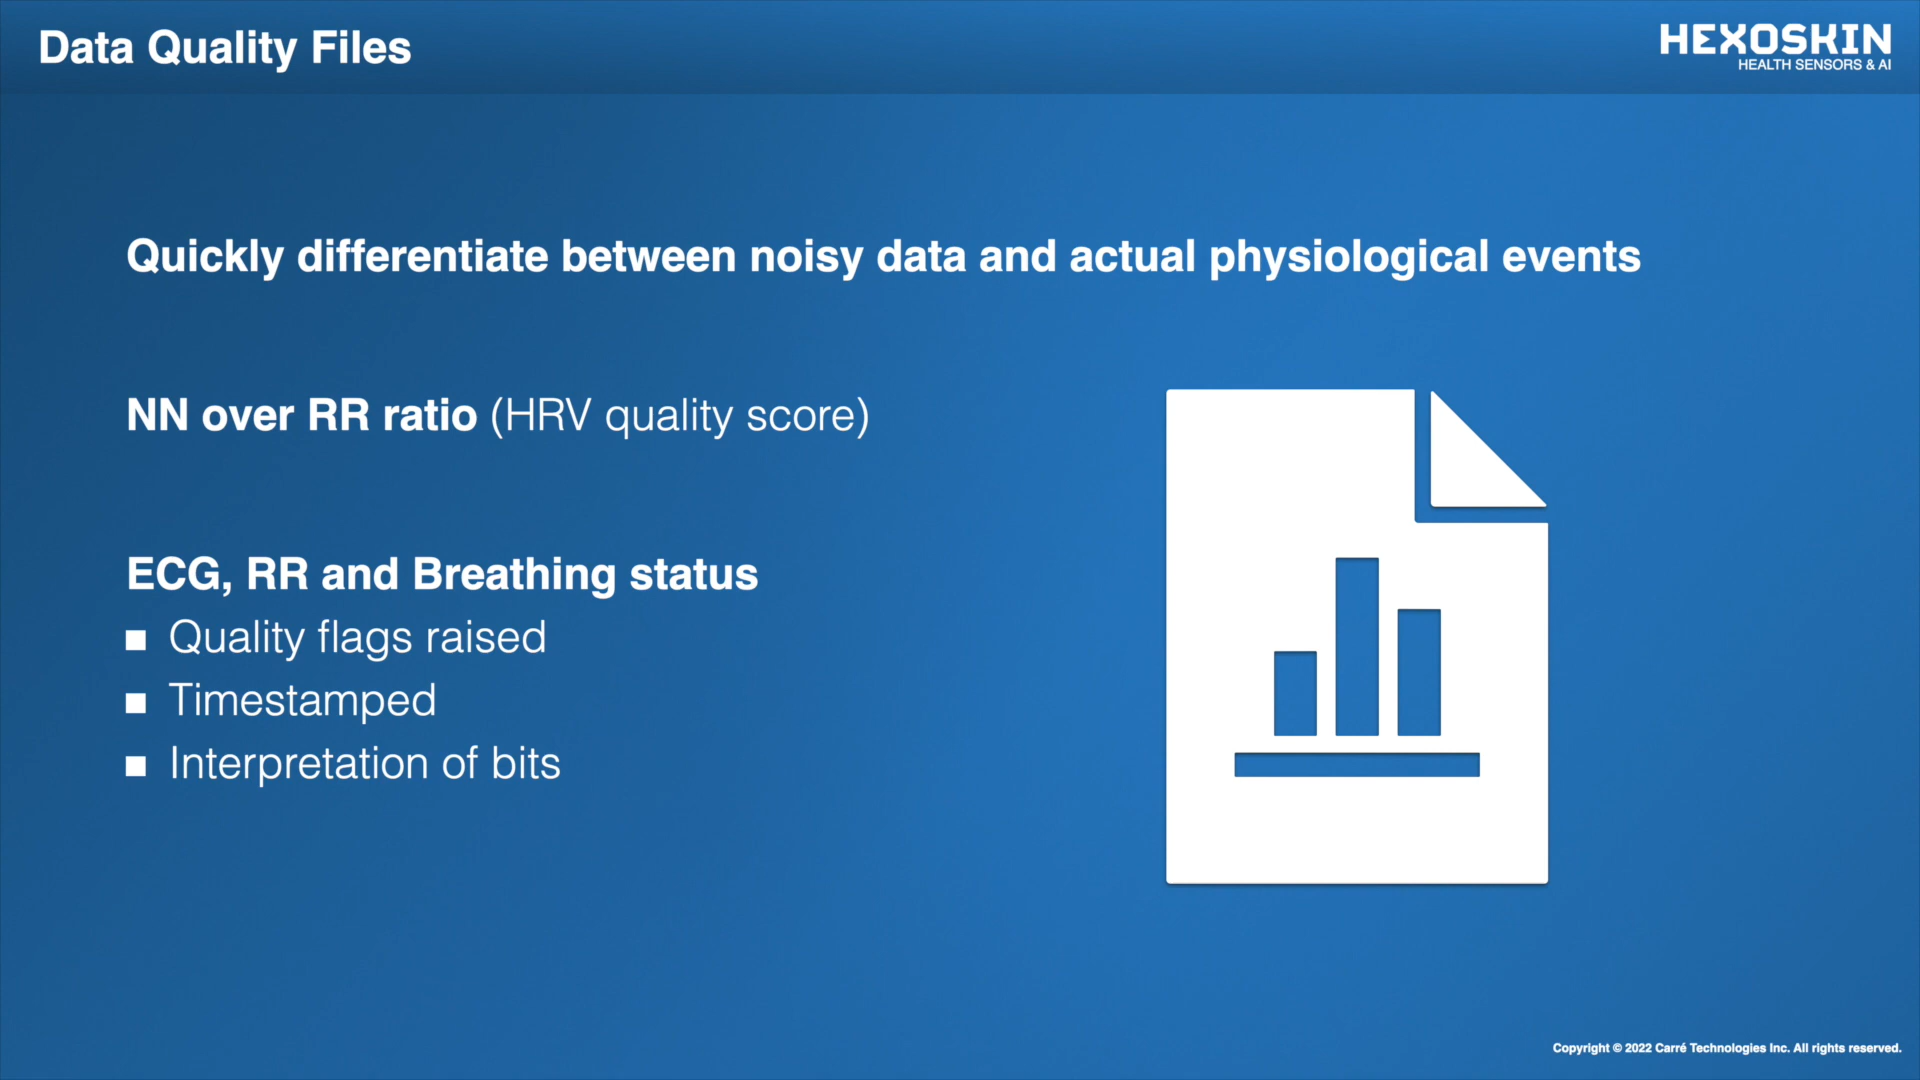 Data Quality Files
HEXOSKIN
HEALTH SENSORS & AI
Quickly differentiate between noisy data and actual physiological events
NN over RR ratio (HRV quality score)
ECG, RR and Breathing status
■ Quality flags raised
■ Timestamped
■ Interpretation of bits
Copyright © 2022 Carré Technologies Inc. All rights reserved.